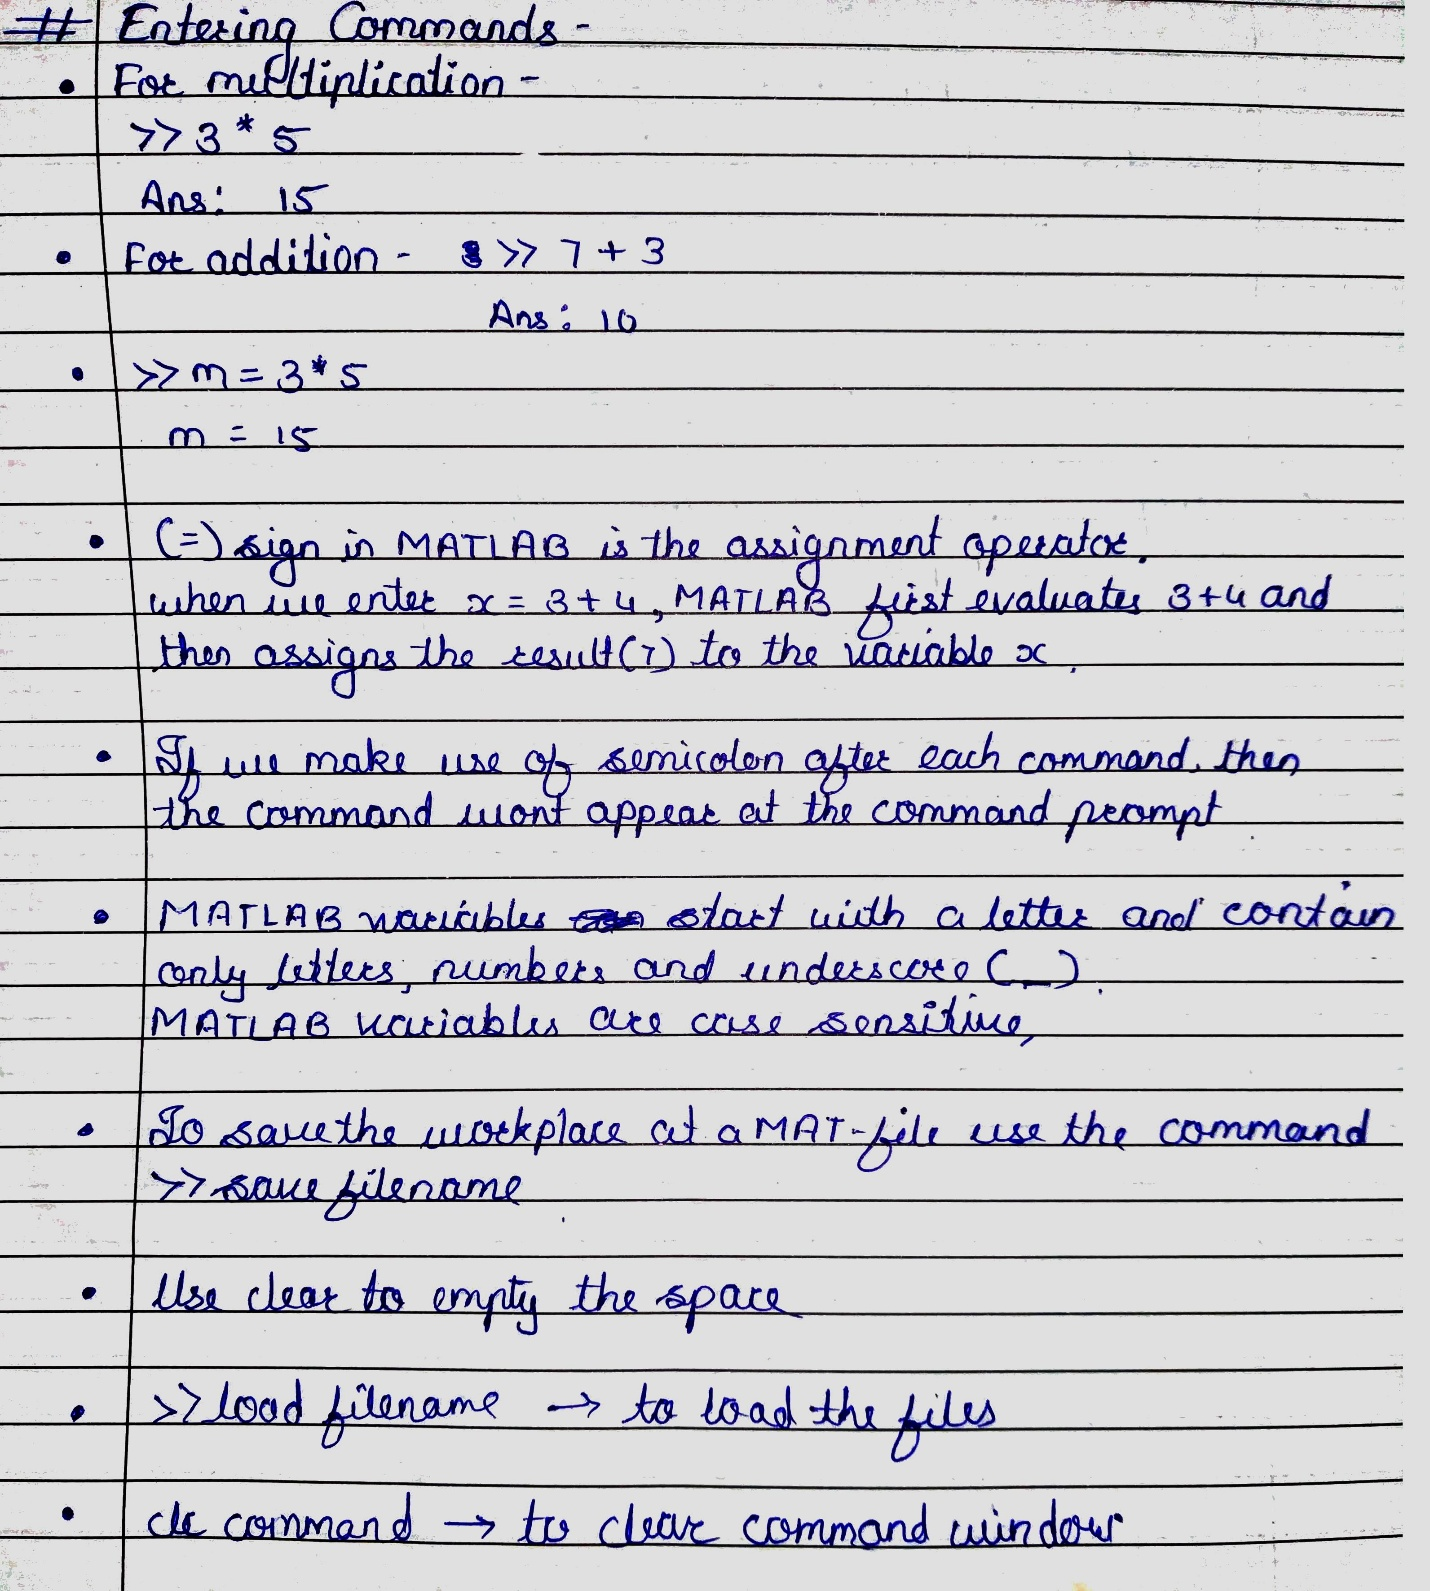 # Entering Commands -
• For multiplication -
>> 3 * 5
Ans: 15
• For addition - >> 7 + 3
Ans: 10
• >> m = 3 * 5
m = 15
• (=) sign in MATLAB is the assignment operator.
when we enter x = 3 + 4, MATLAB first evaluates 3+4 and
then assigns the result (7) to the variable x.
• If we make use of semicolon after each command, then
the command wont appear at the command prompt
• MATLAB variables start with a letter and contain
only letters, numbers and underscore (_).
MATLAB variables are case sensitive,
• To save the workplace at a MAT-file use the command
>> save filename
• Use clear to empty the space
• >> load filename → to load the files
• clc command → to clear command window